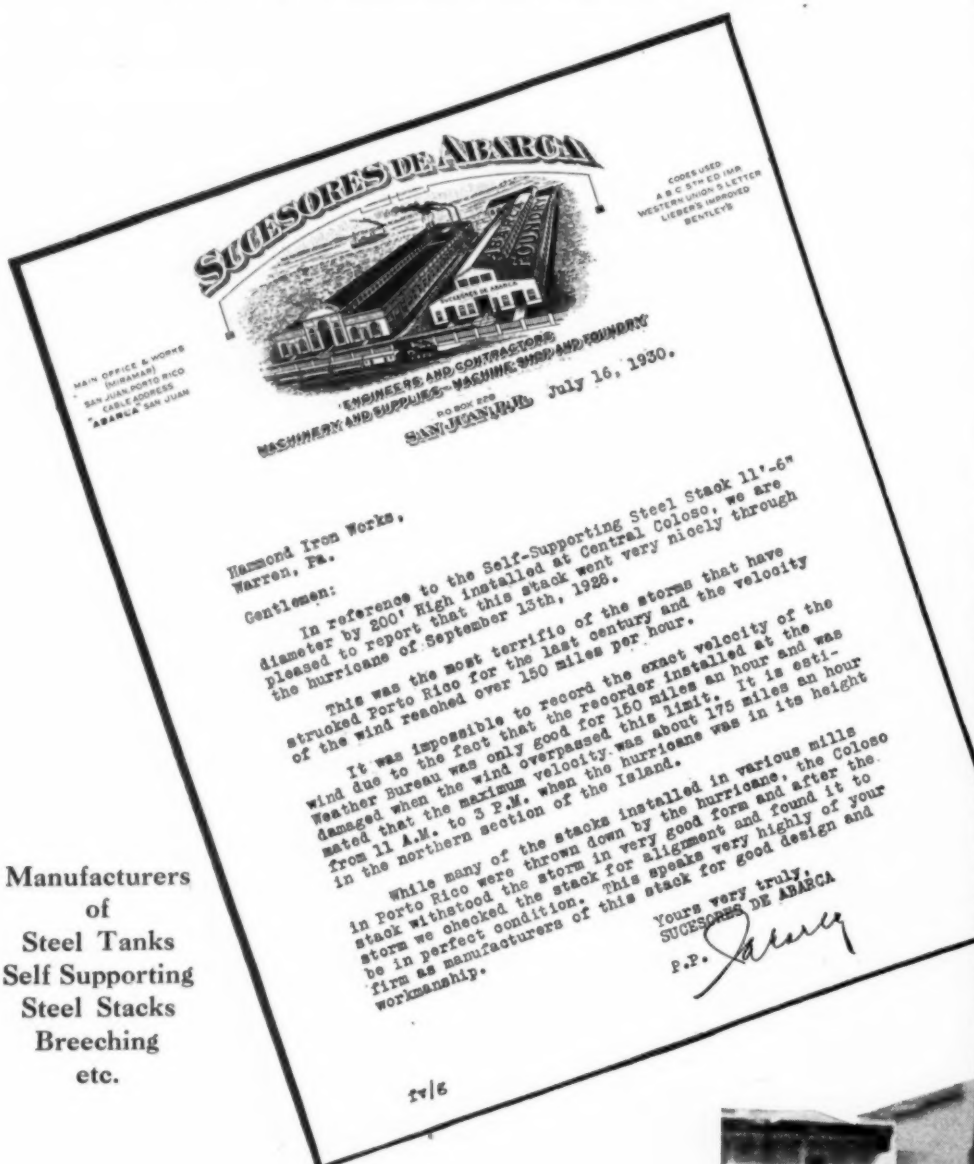 SUCESORES DE ABARCA
ABARCA
FOUNDRY
SUCESORES DE ABARCA
CODES USED:
A.B.C. 5TH ED IMP.
WESTERN UNION 5 LETTER
LIEBER'S IMPROVED
BENTLEY'S
MAIN OFFICE & WORKS
(MIRAMAR)
SAN JUAN, PORTO RICO
CABLE ADDRESS
"ABARCA" SAN JUAN
ENGINEERS AND CONTRACTORS
MACHINERY AND SUPPLIES - MACHINE SHOP AND FOUNDRY
P.O BOX 229
SAN JUAN, P.R. July 16, 1930.
Hammond Iron Works,
Warren, Pa.
Gentlemen:
In reference to the Self-Supporting Steel Stack 11'-6"
diameter by 200' High installed at Central Coloso, we are
pleased to report that this stack went very nicely through
the hurricane of September 13th, 1928.
This was the most terrific of the storms that have
strucked Porto Rico for the last century and the velocity
of the wind reached over 150 miles per hour.
It was impossible to record the exact velocity of the
wind due to the fact that the recorder installed at the
Weather Bureau was only good for 150 miles an hour and was
damaged when the wind overpassed this limit. It is esti-
mated that the maximum velocity was about 175 miles an hour
from 11 A.M. to 3 P.M. when the hurricane was in its height
in the northern section of the Island.
While many of the stacks installed in various mills
in Porto Rico were thrown down by the hurricane, the Coloso
stack withstood the storm in very good form and after the
storm we checked the stack for alignment and found it to
be in perfect condition. This speaks very highly of your
firm as manufacturers of this stack for good design and
workmanship.
Yours very truly,
SUCESORES DE ABARCA
P.P.
fv/g
Manufacturers
of
Steel Tanks
Self Supporting
Steel Stacks
Breeching
etc.